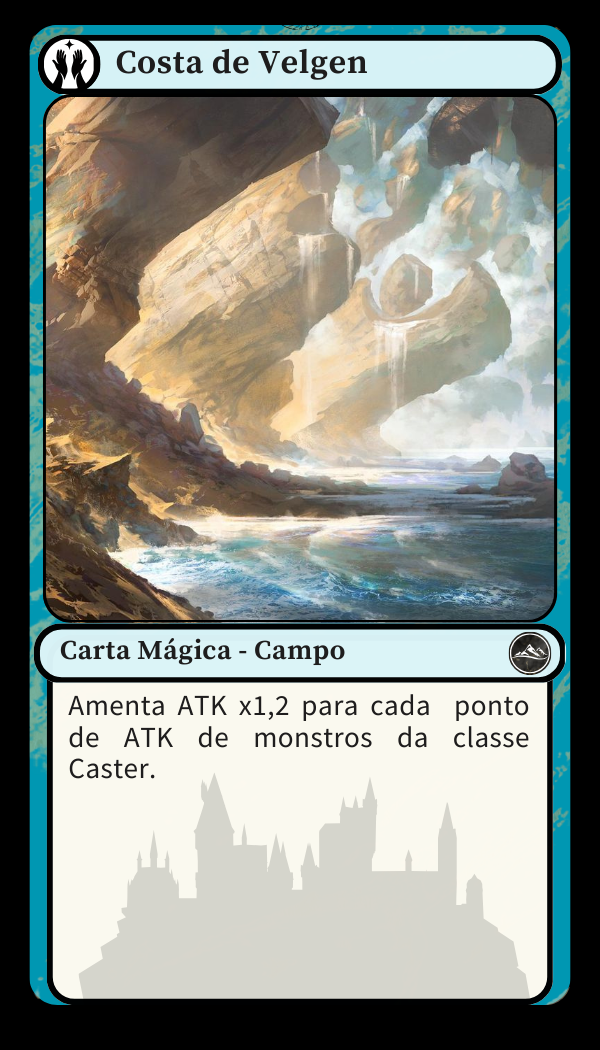 Costa de Velgen
Carta Mágica - Campo
Amenta ATK x1,2 para cada ponto
de ATK de monstros da classe
Caster.